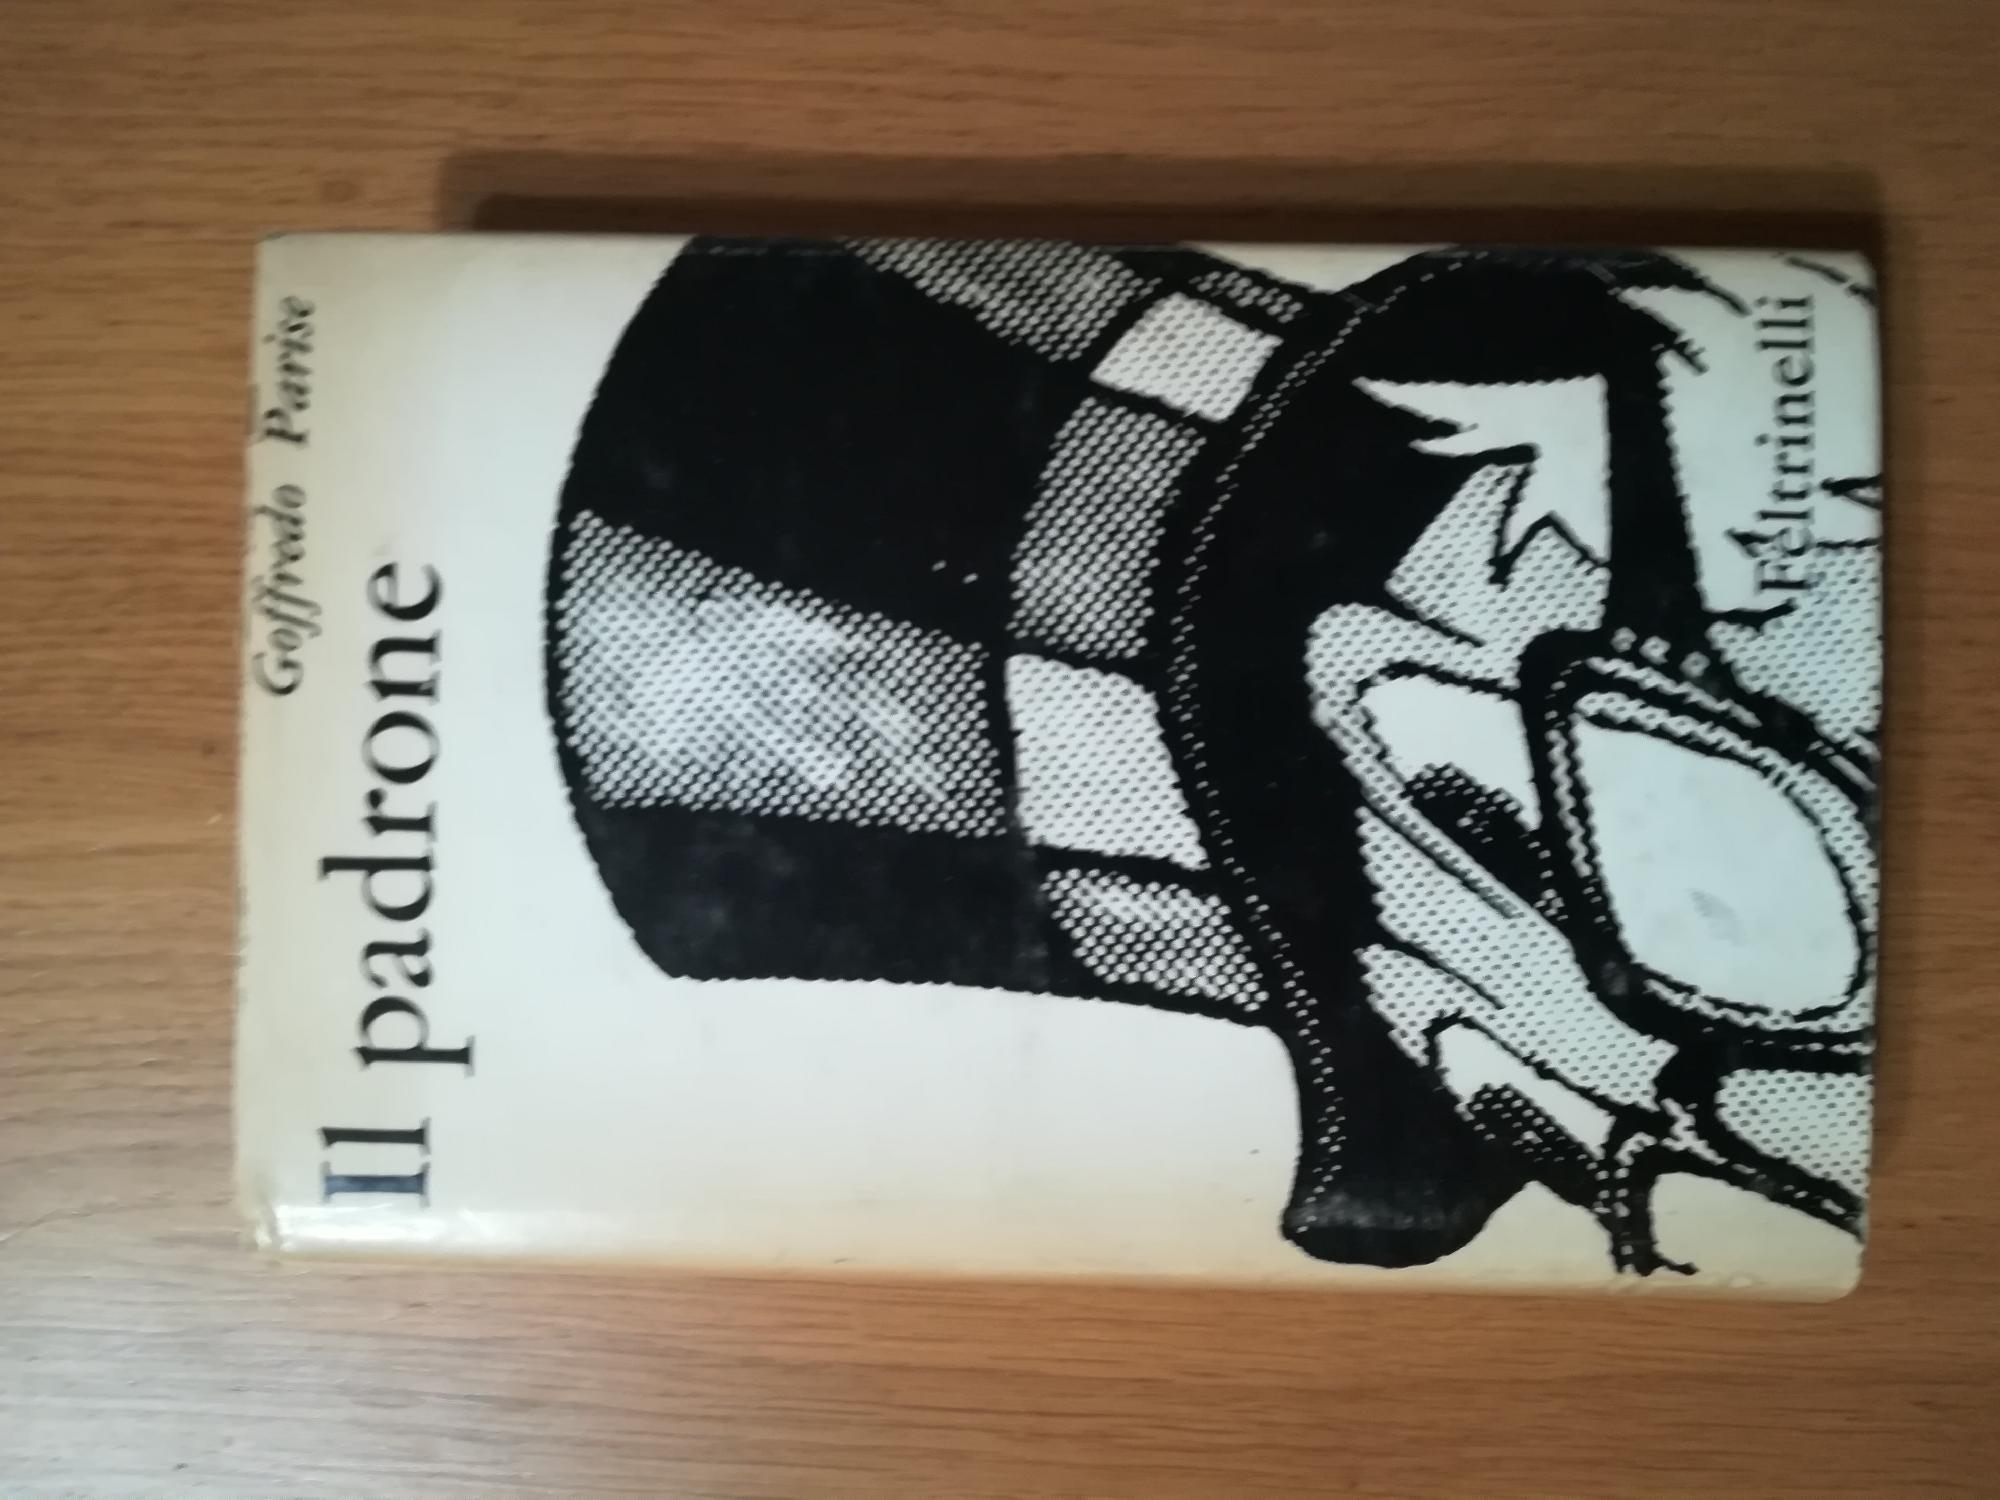 Goffredo Parise
Il padrone
Feltrinelli